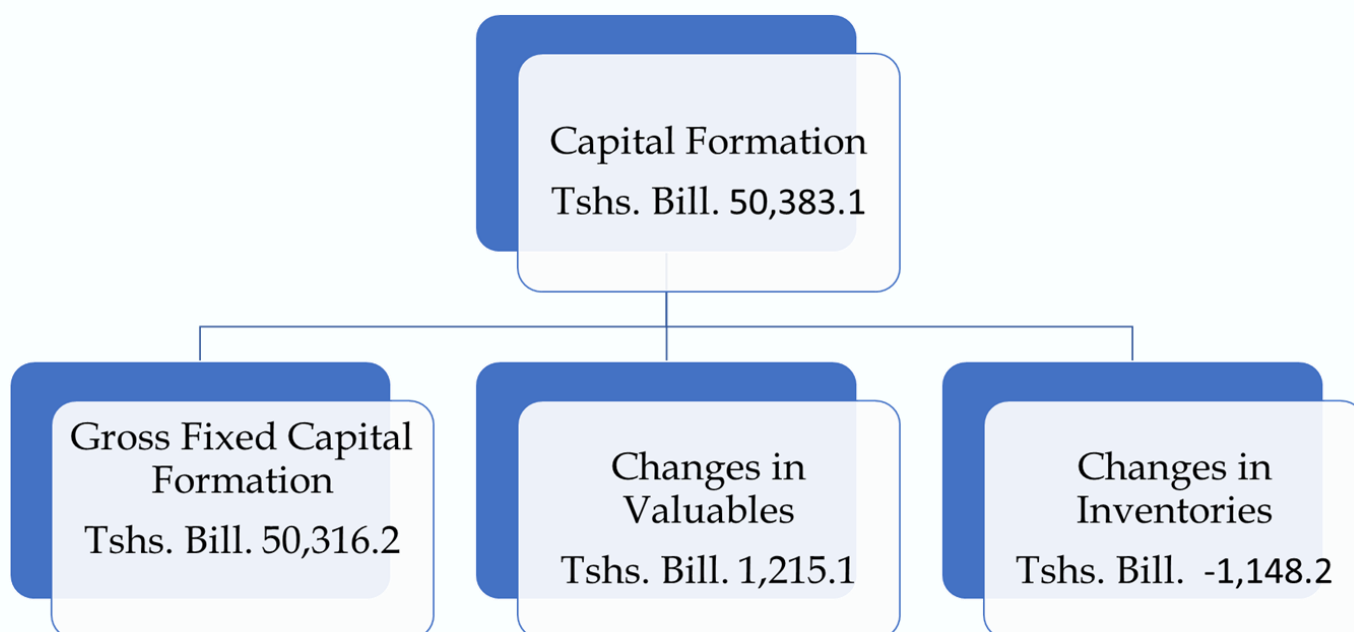 Capital Formation
Tshs. Bill. 50,383.1
Gross Fixed Capital
Formation
Tshs. Bill. 50,316.2
Changes in
Valuables
Tshs. Bill. 1,215.1
Changes in
Inventories
Tshs. Bill. -1,148.2